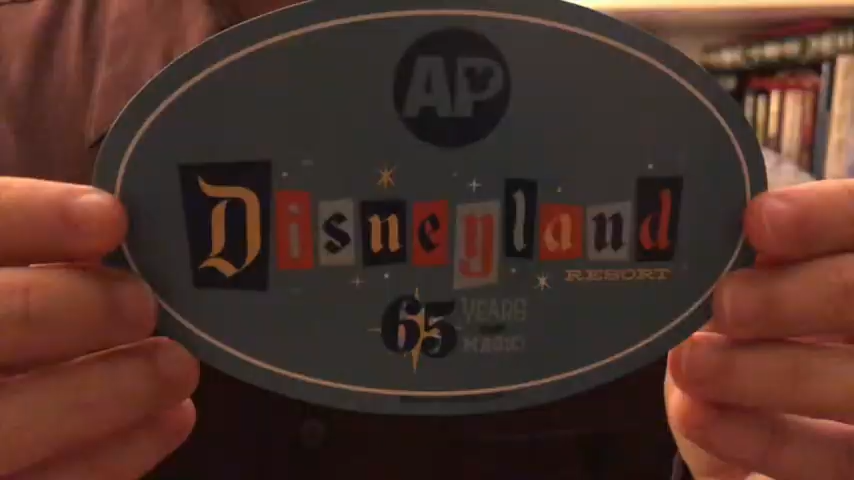 AP
Disneyland
RESORT
65 YEARS
MAGIC